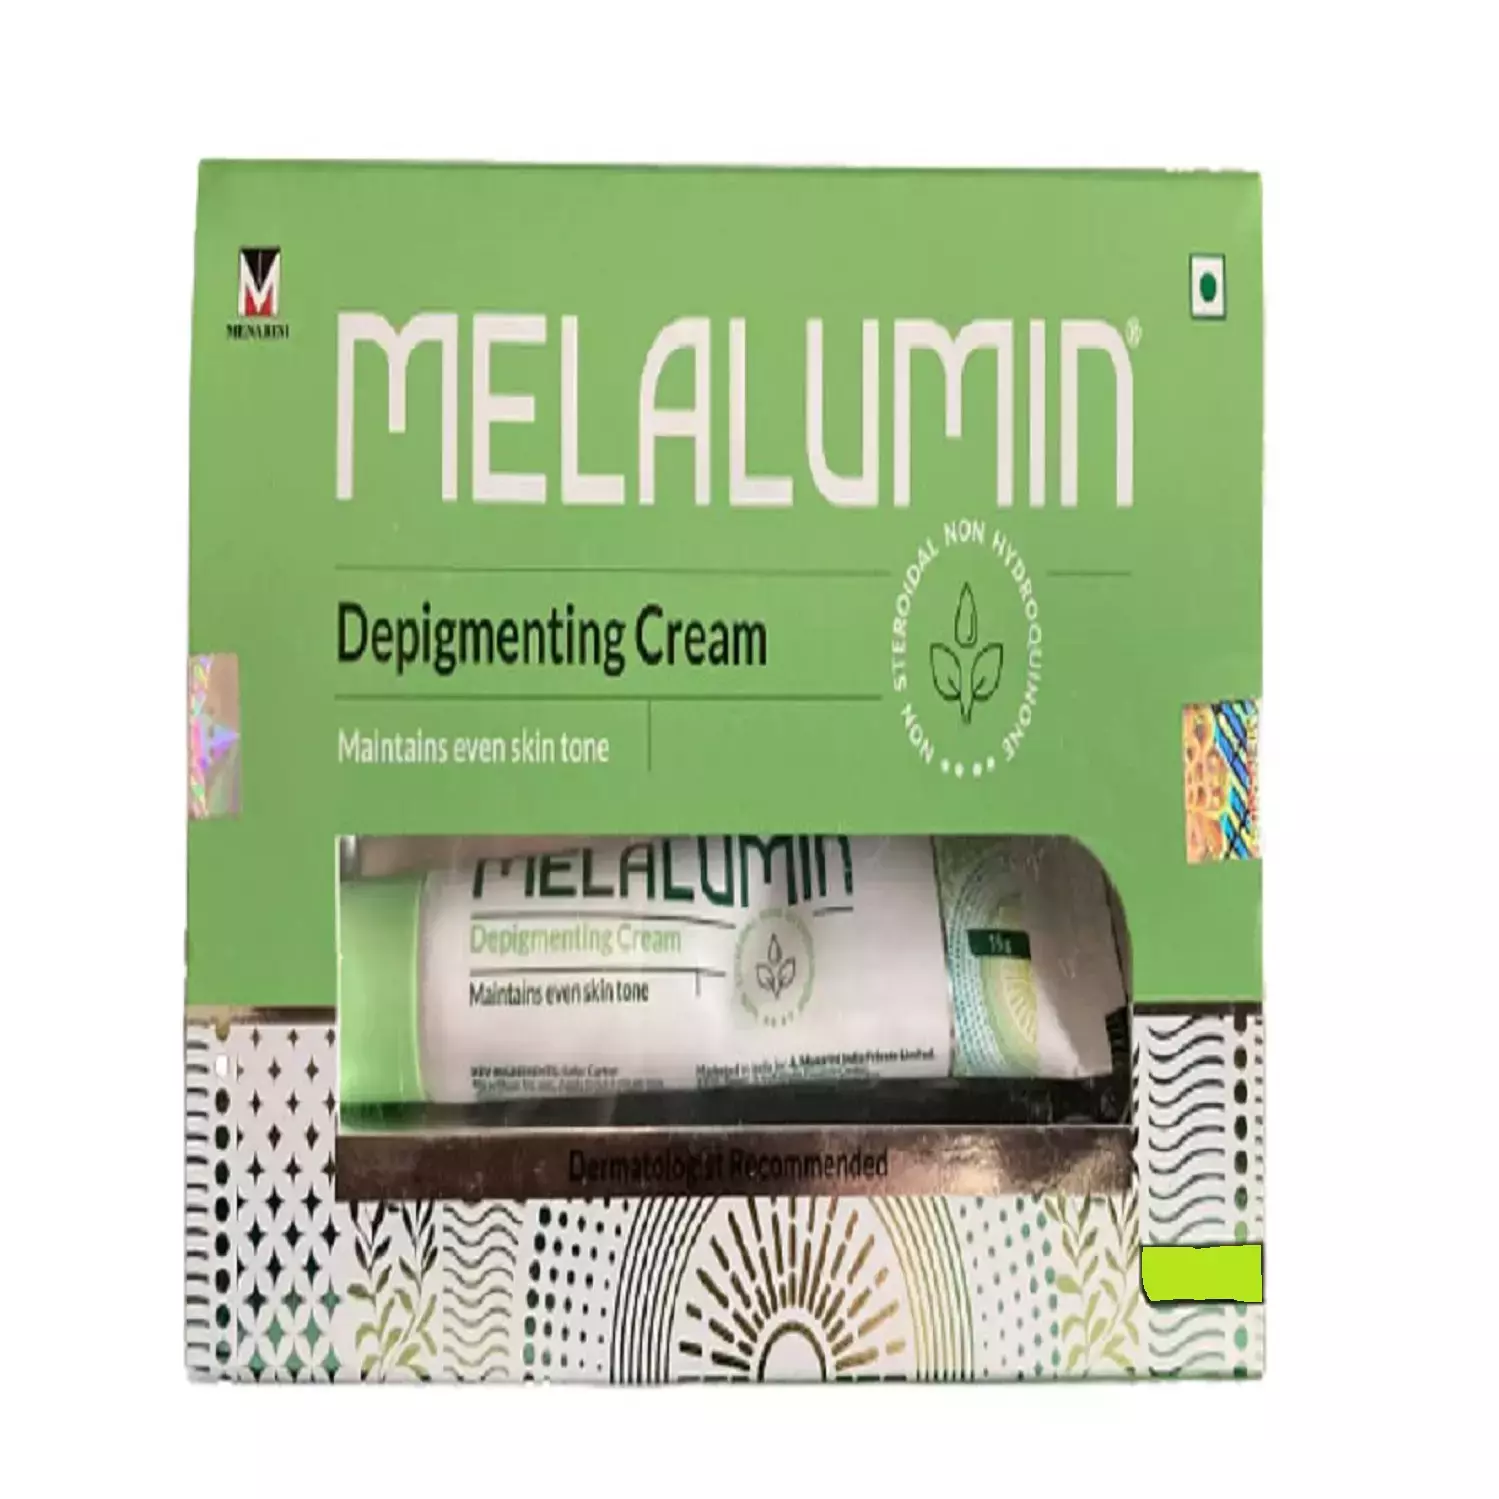 MENARINI
MELALUMIN®
NON STEROIDAL NON HYDROQUINONE
Depigmenting Cream
Maintains even skin tone
MELALUMIN
Depigmenting Cream
15g
Maintains even skin tone
Dermatologist Recommended